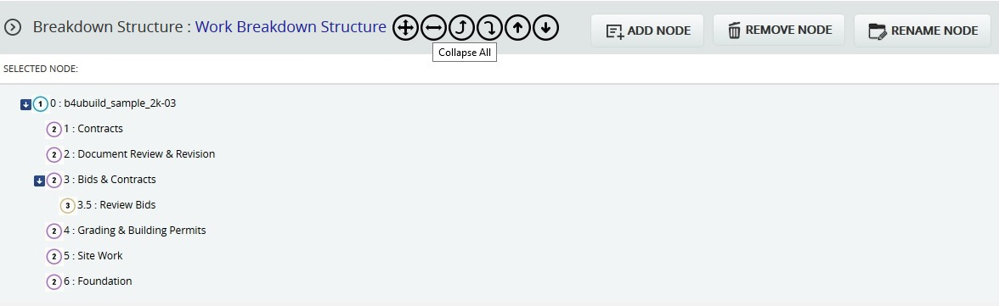 Breakdown Structure : Work Breakdown Structure ADD NODE REMOVE NODE RENAME NODE
Collapse All
SELECTED NODE:
1 0 : b4ubuild_sample_2k-03
2 1 : Contracts
2 2 : Document Review & Revision
2 3 : Bids & Contracts
3 3.5 : Review Bids
2 4 : Grading & Building Permits
2 5 : Site Work
2 6 : Foundation